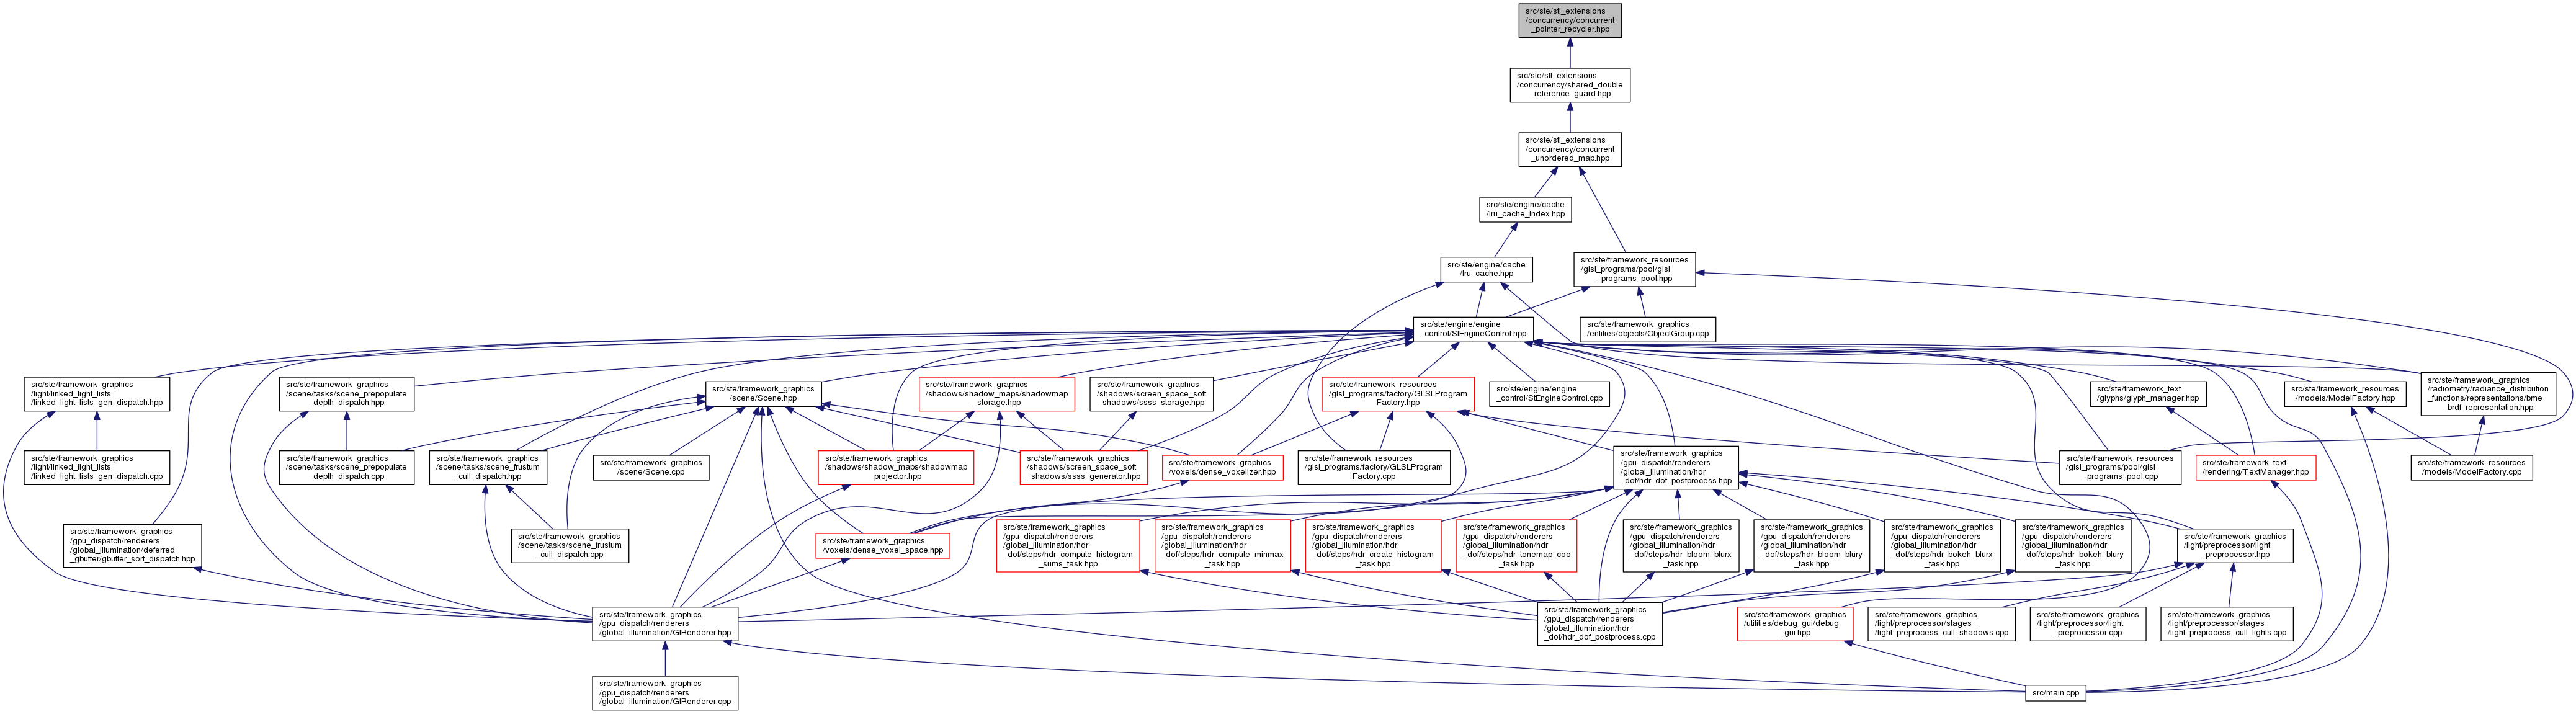 src/ste/stl_extensions
/concurrency/concurrent
_pointer_recycler.hpp
src/ste/stl_extensions
/concurrency/shared_double
_reference_guard.hpp
src/ste/stl_extensions
/concurrency/concurrent
_unordered_map.hpp
src/ste/engine/cache
/lru_cache_index.hpp
src/ste/engine/cache
/lru_cache.hpp
src/ste/framework_resources
/glsl_programs/pool/glsl
_programs_pool.hpp
src/ste/engine/engine
_control/StEngineControl.hpp
src/ste/framework_graphics
/entities/objects/ObjectGroup.cpp
src/ste/framework_graphics
/light/linked_light_lists
/linked_light_lists_gen_dispatch.hpp
src/ste/framework_graphics
/scene/tasks/scene_prepopulate
_depth_dispatch.hpp
src/ste/framework_graphics
/scene/Scene.hpp
src/ste/framework_graphics
/shadows/shadow_maps/shadowmap
_storage.hpp
src/ste/framework_graphics
/shadows/screen_space_soft
_shadows/ssss_storage.hpp
src/ste/framework_resources
/glsl_programs/factory/GLSLProgram
Factory.hpp
src/ste/engine/engine
_control/StEngineControl.cpp
src/ste/framework_text
/glyphs/glyph_manager.hpp
src/ste/framework_resources
/models/ModelFactory.hpp
src/ste/framework_graphics
/radiometry/radiance_distribution
_functions/representations/bme
_brdf_representation.hpp
src/ste/framework_graphics
/light/linked_light_lists
/linked_light_lists_gen_dispatch.cpp
src/ste/framework_graphics
/scene/tasks/scene_prepopulate
_depth_dispatch.cpp
src/ste/framework_graphics
/scene/tasks/scene_frustum
_cull_dispatch.hpp
src/ste/framework_graphics
/scene/Scene.cpp
src/ste/framework_graphics
/shadows/shadow_maps/shadowmap
_projector.hpp
src/ste/framework_graphics
/shadows/screen_space_soft
_shadows/ssss_generator.hpp
src/ste/framework_graphics
/voxels/dense_voxelizer.hpp
src/ste/framework_resources
/glsl_programs/factory/GLSLProgram
Factory.cpp
src/ste/framework_graphics
/gpu_dispatch/renderers
/global_illumination/hdr
_dof/hdr_dof_postprocess.hpp
src/ste/framework_resources
/glsl_programs/pool/glsl
_programs_pool.cpp
src/ste/framework_text
/rendering/TextManager.hpp
src/ste/framework_resources
/models/ModelFactory.cpp
src/ste/framework_graphics
/gpu_dispatch/renderers
/global_illumination/deferred
_gbuffer/gbuffer_sort_dispatch.hpp
src/ste/framework_graphics
/scene/tasks/scene_frustum
_cull_dispatch.cpp
src/ste/framework_graphics
/voxels/dense_voxel_space.hpp
src/ste/framework_graphics
/gpu_dispatch/renderers
/global_illumination/hdr
_dof/steps/hdr_compute_histogram
_sums_task.hpp
src/ste/framework_graphics
/gpu_dispatch/renderers
/global_illumination/hdr
_dof/steps/hdr_compute_minmax
_task.hpp
src/ste/framework_graphics
/gpu_dispatch/renderers
/global_illumination/hdr
_dof/steps/hdr_create_histogram
_task.hpp
src/ste/framework_graphics
/gpu_dispatch/renderers
/global_illumination/hdr
_dof/steps/hdr_tonemap_coc
_task.hpp
src/ste/framework_graphics
/gpu_dispatch/renderers
/global_illumination/hdr
_dof/steps/hdr_bloom_blurx
_task.hpp
src/ste/framework_graphics
/gpu_dispatch/renderers
/global_illumination/hdr
_dof/steps/hdr_bloom_blury
_task.hpp
src/ste/framework_graphics
/gpu_dispatch/renderers
/global_illumination/hdr
_dof/steps/hdr_bokeh_blurx
_task.hpp
src/ste/framework_graphics
/gpu_dispatch/renderers
/global_illumination/hdr
_dof/steps/hdr_bokeh_blury
_task.hpp
src/ste/framework_graphics
/light/preprocessor/light
_preprocessor.hpp
src/ste/framework_graphics
/gpu_dispatch/renderers
/global_illumination/GIRenderer.hpp
src/ste/framework_graphics
/gpu_dispatch/renderers
/global_illumination/hdr
_dof/hdr_dof_postprocess.cpp
src/ste/framework_graphics
/utilities/debug_gui/debug
_gui.hpp
src/ste/framework_graphics
/light/preprocessor/stages
/light_preprocess_cull_shadows.cpp
src/ste/framework_graphics
/light/preprocessor/light
_preprocessor.cpp
src/ste/framework_graphics
/light/preprocessor/stages
/light_preprocess_cull_lights.cpp
src/ste/framework_graphics
/gpu_dispatch/renderers
/global_illumination/GIRenderer.cpp
src/main.cpp